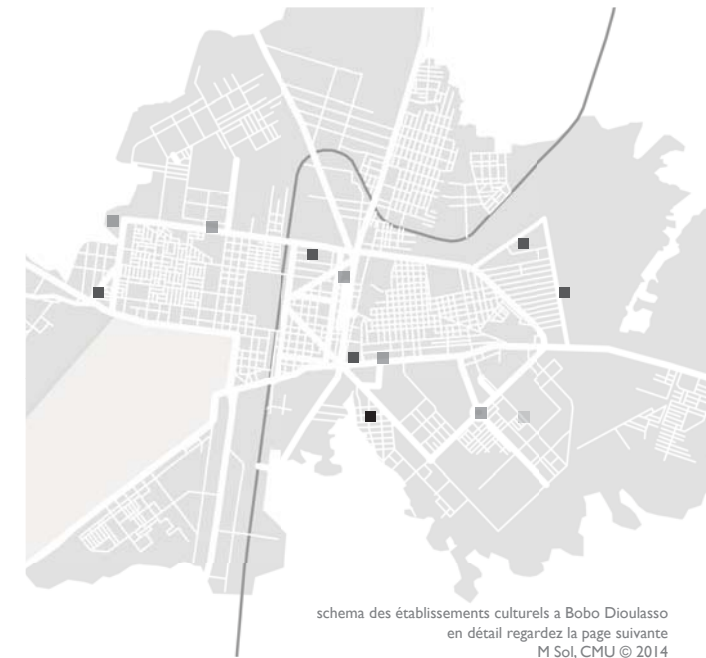 schema des établissements culturels a Bobo Dioulasso
en détail regardez la page suivante
M Sol, CMU © 2014